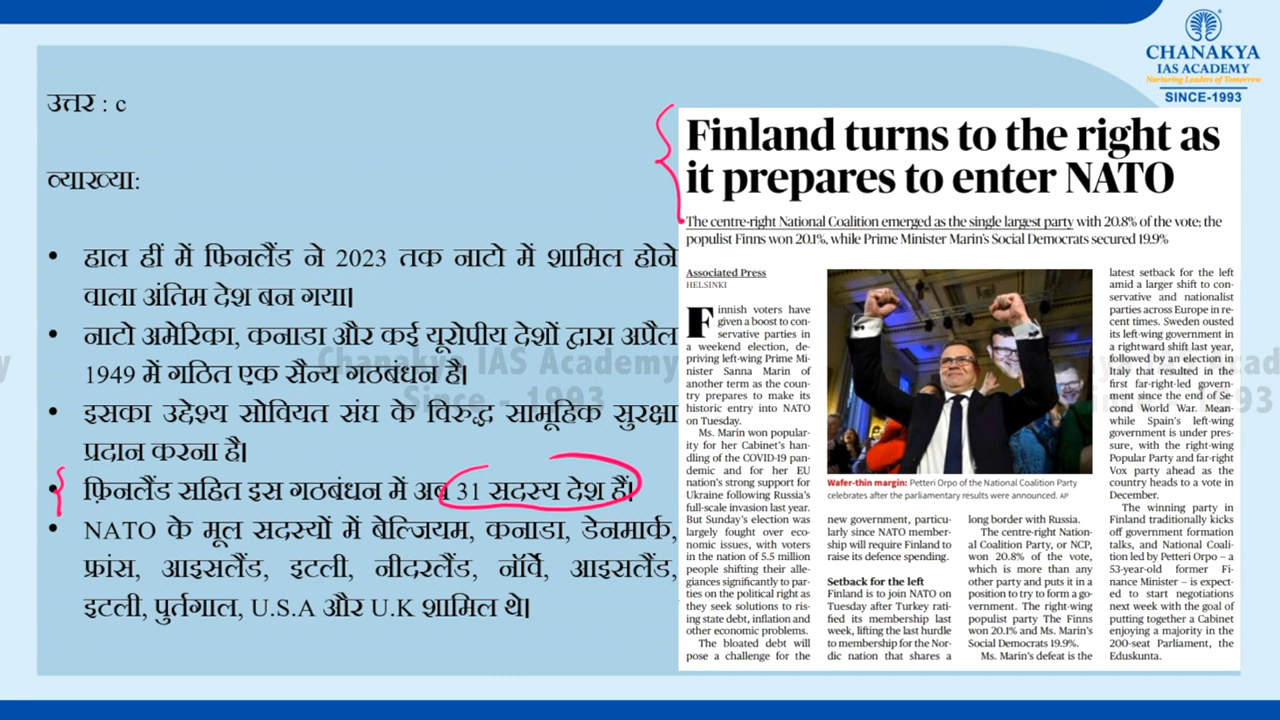 CHANAKYA
IAS ACADEMY
Nurturing Leaders of Tomorrow
SINCE-1993
उत्तर : c
व्याख्या:
• हाल हीं में फिनलैंड ने 2023 तक नाटो में शामिल होने
वाला अंतिम देश बन गया।
• नाटो अमेरिका, कनाडा और कई यूरोपीय देशों द्वारा अप्रैल
1949 में गठित एक सैन्य गठबंधन है।
• इसका उद्देश्य सोवियत संघ के विरुद्ध सामूहिक सुरक्षा
प्रदान करना है।
• फ़िनलैंड सहित इस गठबंधन में अब 31 सदस्य देश हैं।
• NATO के मूल सदस्यों में बेल्जियम, कनाडा, डेनमार्क,
फ्रांस, आइसलैंड, इटली, नीदरलैंड, नॉर्वे, आइसलैंड,
इटली, पुर्तगाल, U.S.A और U.K शामिल थे।
Chanakya IAS Academy
Since - 1993
Finland turns to the right as
it prepares to enter NATO
The centre-right National Coalition emerged as the single largest party with 20.8% of the vote; the
populist Finns won 20.1%, while Prime Minister Marin's Social Democrats secured 19.9%
Associated Press
HELSINKI
Finnish voters have
given a boost to con-
servative parties in
a weekend election, de-
priving left-wing Prime Mi-
nister Sanna Marin of
another term as the coun-
try prepares to make its
historic entry into NATO
on Tuesday.
Ms. Marin won popular-
ity for her Cabinet's han-
dling of the COVID-19 pan-
demic and for her EU
nation's strong support for
Ukraine following Russia's
full-scale invasion last year.
But Sunday's election was
largely fought over eco-
nomic issues, with voters
in the nation of 5.5 million
people shifting their alle-
giances significantly to par-
ties on the political right as
they seek solutions to ris-
ing state debt, inflation and
other economic problems.
The bloated debt will
pose a challenge for the
Wafer-thin margin: Petteri Orpo of the National Coalition Party
celebrates after the parliamentary results were announced. AP
new government, particu-
larly since NATO member-
ship will require Finland to
raise its defence spending.
Setback for the left
Finland is to join NATO on
Tuesday after Turkey rati-
fied its membership last
week, lifting the last hurdle
to membership for the Nor-
dic nation that shares a
long border with Russia.
The centre-right Nation-
al Coalition Party, or NCP,
won 20.8% of the vote,
which is more than any
other party and puts it in a
position to try to form a go-
vernment. The right-wing
populist party The Finns
won 20.1% and Ms. Marin's
Social Democrats 19.9%.
Ms. Marin's defeat is the
latest setback for the left
amid a larger shift to con-
servative and nationalist
parties across Europe in re-
cent times. Sweden ousted
its left-wing government in
a rightward shift last year,
followed by an election in
Italy that resulted in the
first far-right-led govern-
ment since the end of Se-
cond World War. Mean-
while Spain's left-wing
government is under pres-
sure, with the right-wing
Popular Party and far-right
Vox party ahead as the
country heads to a vote in
December.
The winning party in
Finland traditionally kicks
off government formation
talks, and National Coali-
tion led by Petteri Orpo – a
53-year-old former Fi-
nance Minister – is expect-
ed to start negotiations
next week with the goal of
putting together a Cabinet
enjoying a majority in the
200-seat Parliament, the
Eduskunta.